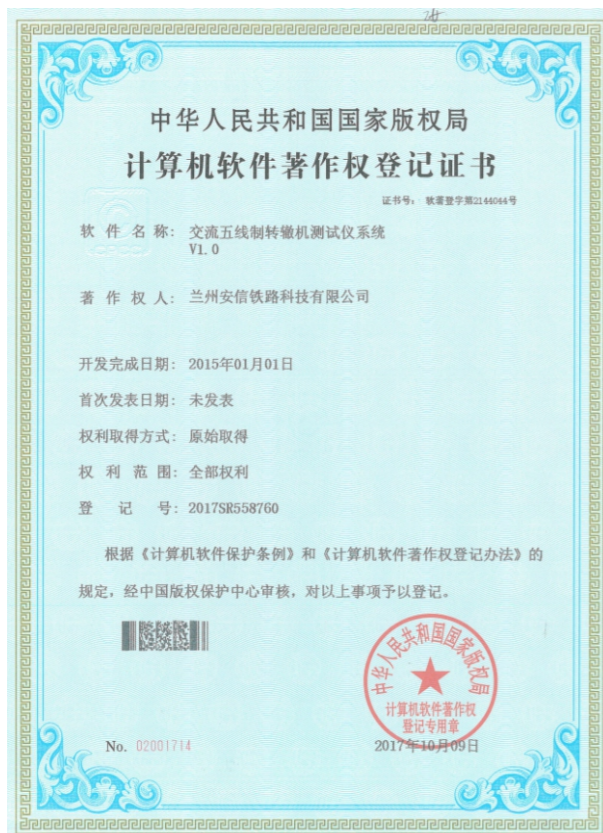 中华人民共和国国家版权局
计算机软件著作权登记证书
证书号: 软著登字第2144044号
软件名称: 交流五线制转辙机测试仪系统
V1.0
著作权人: 兰州安信铁路科技有限公司
开发完成日期: 2015年01月01日
首次发表日期: 未发表
权利取得方式: 原始取得
权利范围: 全部权利
登记号: 2017SR558760
根据《计算机软件保护条例》和《计算机软件著作权登记办法》的
规定，经中国版权保护中心审核，对以上事项予以登记。
中华人民共和国国家版权局
计算机软件著作权
登记专用章
No. 02001714
2017年10月09日